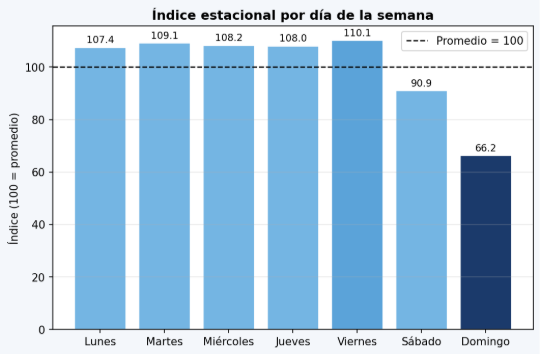 Índice estacional por día de la semana
Promedio = 100
Índice (100 = promedio)
100
80
60
40
20
0
107.4
109.1
108.2
108.0
110.1
90.9
66.2
Lunes
Martes
Miércoles
Jueves
Viernes
Sábado
Domingo